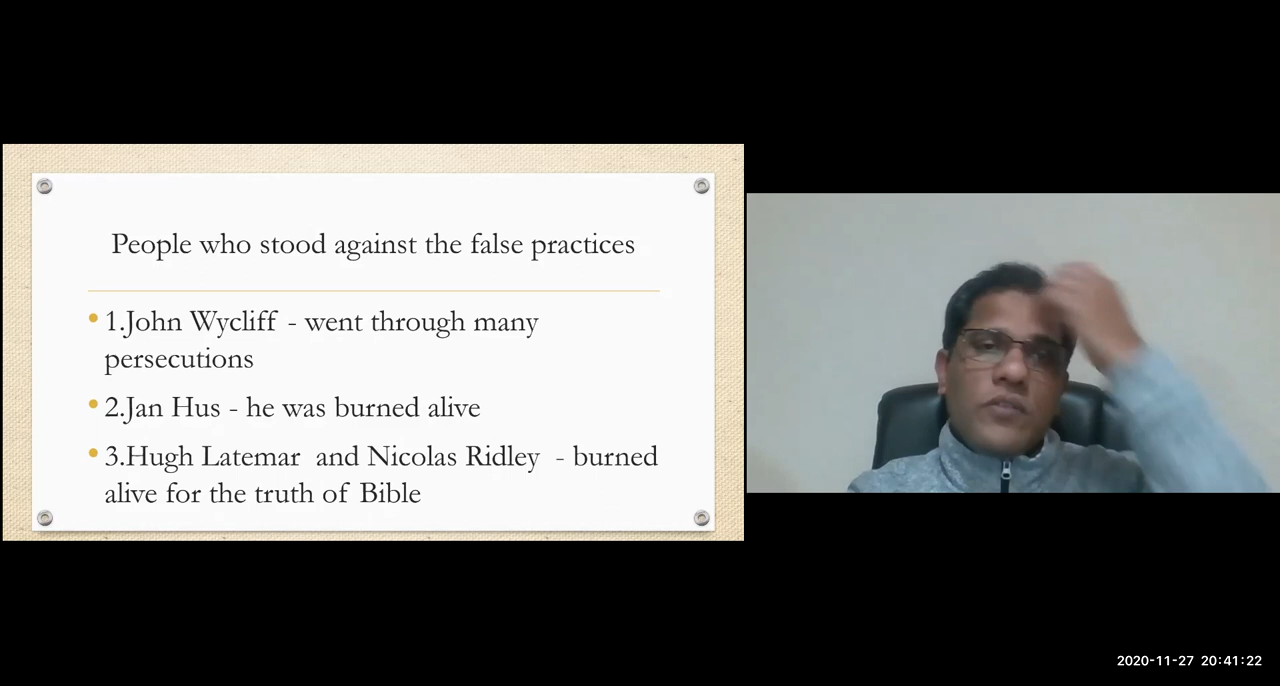 People who stood against the false practices
• 1.John Wycliff - went through many
persecutions
• 2.Jan Hus - he was burned alive
• 3.Hugh Latemar and Nicolas Ridley - burned
alive for the truth of Bible
2020-11-27 20:41:22